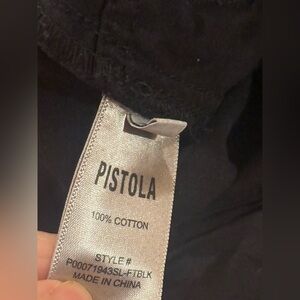 PISTOLA
100% COTTON
STYLE #
P00071943SL-FTBLK
MADE IN CHINA